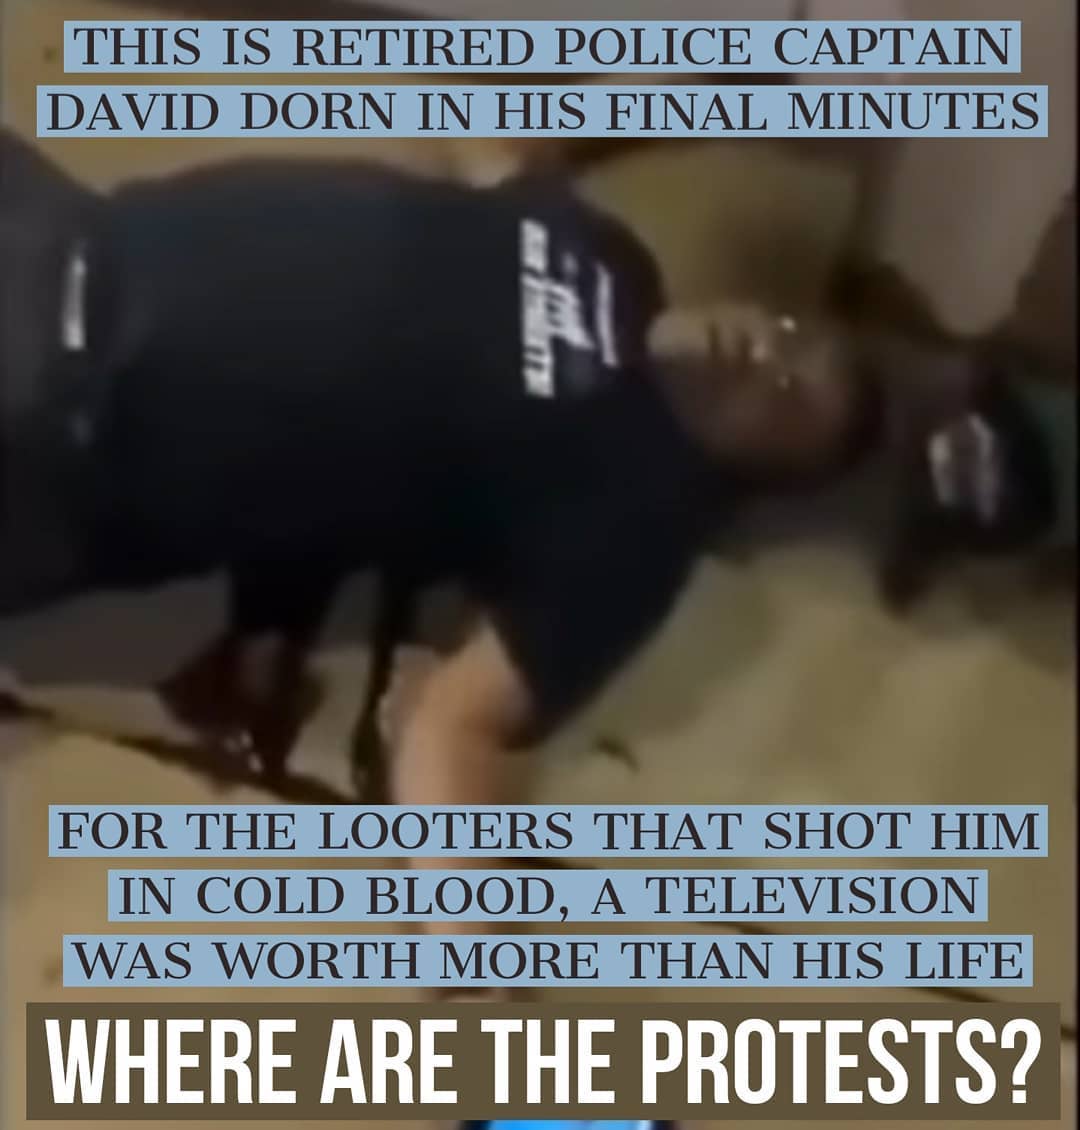 THIS IS RETIRED POLICE CAPTAIN
DAVID DORN IN HIS FINAL MINUTES
FOR THE LOOTERS THAT SHOT HIM
IN COLD BLOOD, A TELEVISION
WAS WORTH MORE THAN HIS LIFE
WHERE ARE THE PROTESTS?